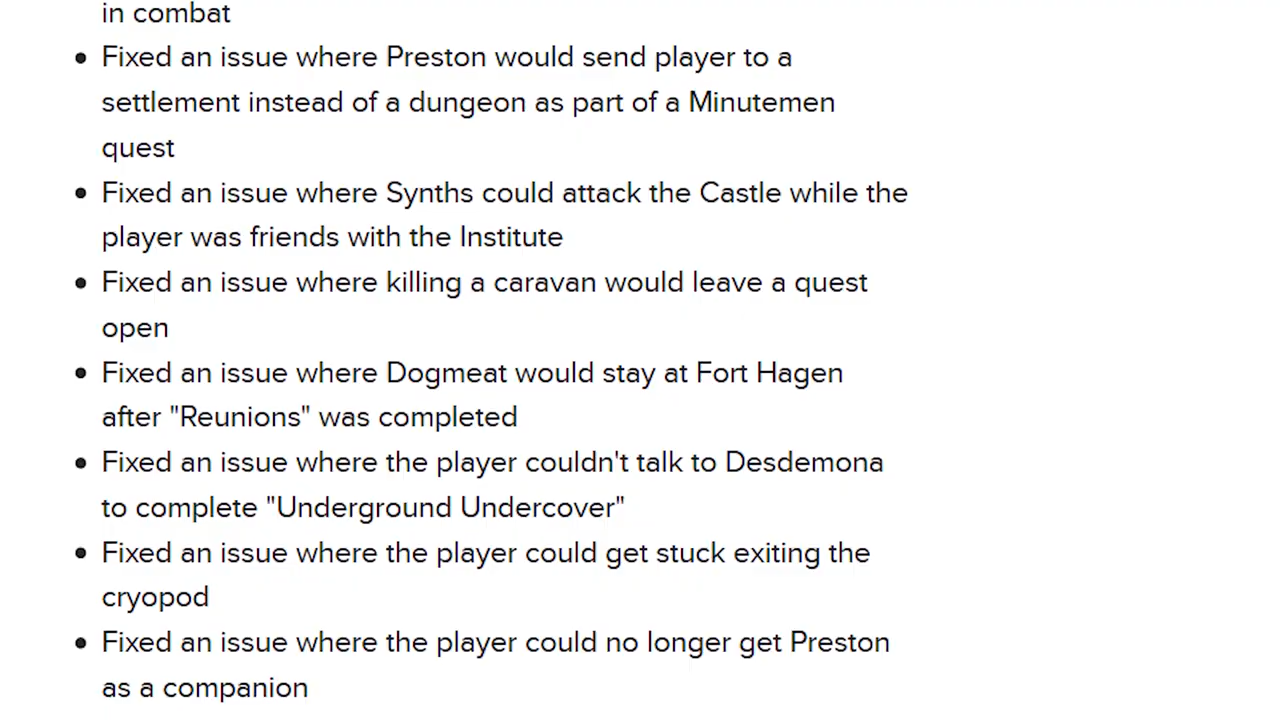 in combat
• Fixed an issue where Preston would send player to a
settlement instead of a dungeon as part of a Minutemen
quest
• Fixed an issue where Synths could attack the Castle while the
player was friends with the Institute
• Fixed an issue where killing a caravan would leave a quest
open
• Fixed an issue where Dogmeat would stay at Fort Hagen
after "Reunions" was completed
• Fixed an issue where the player couldn't talk to Desdemona
to complete "Underground Undercover"
• Fixed an issue where the player could get stuck exiting the
cryopod
• Fixed an issue where the player could no longer get Preston
as a companion